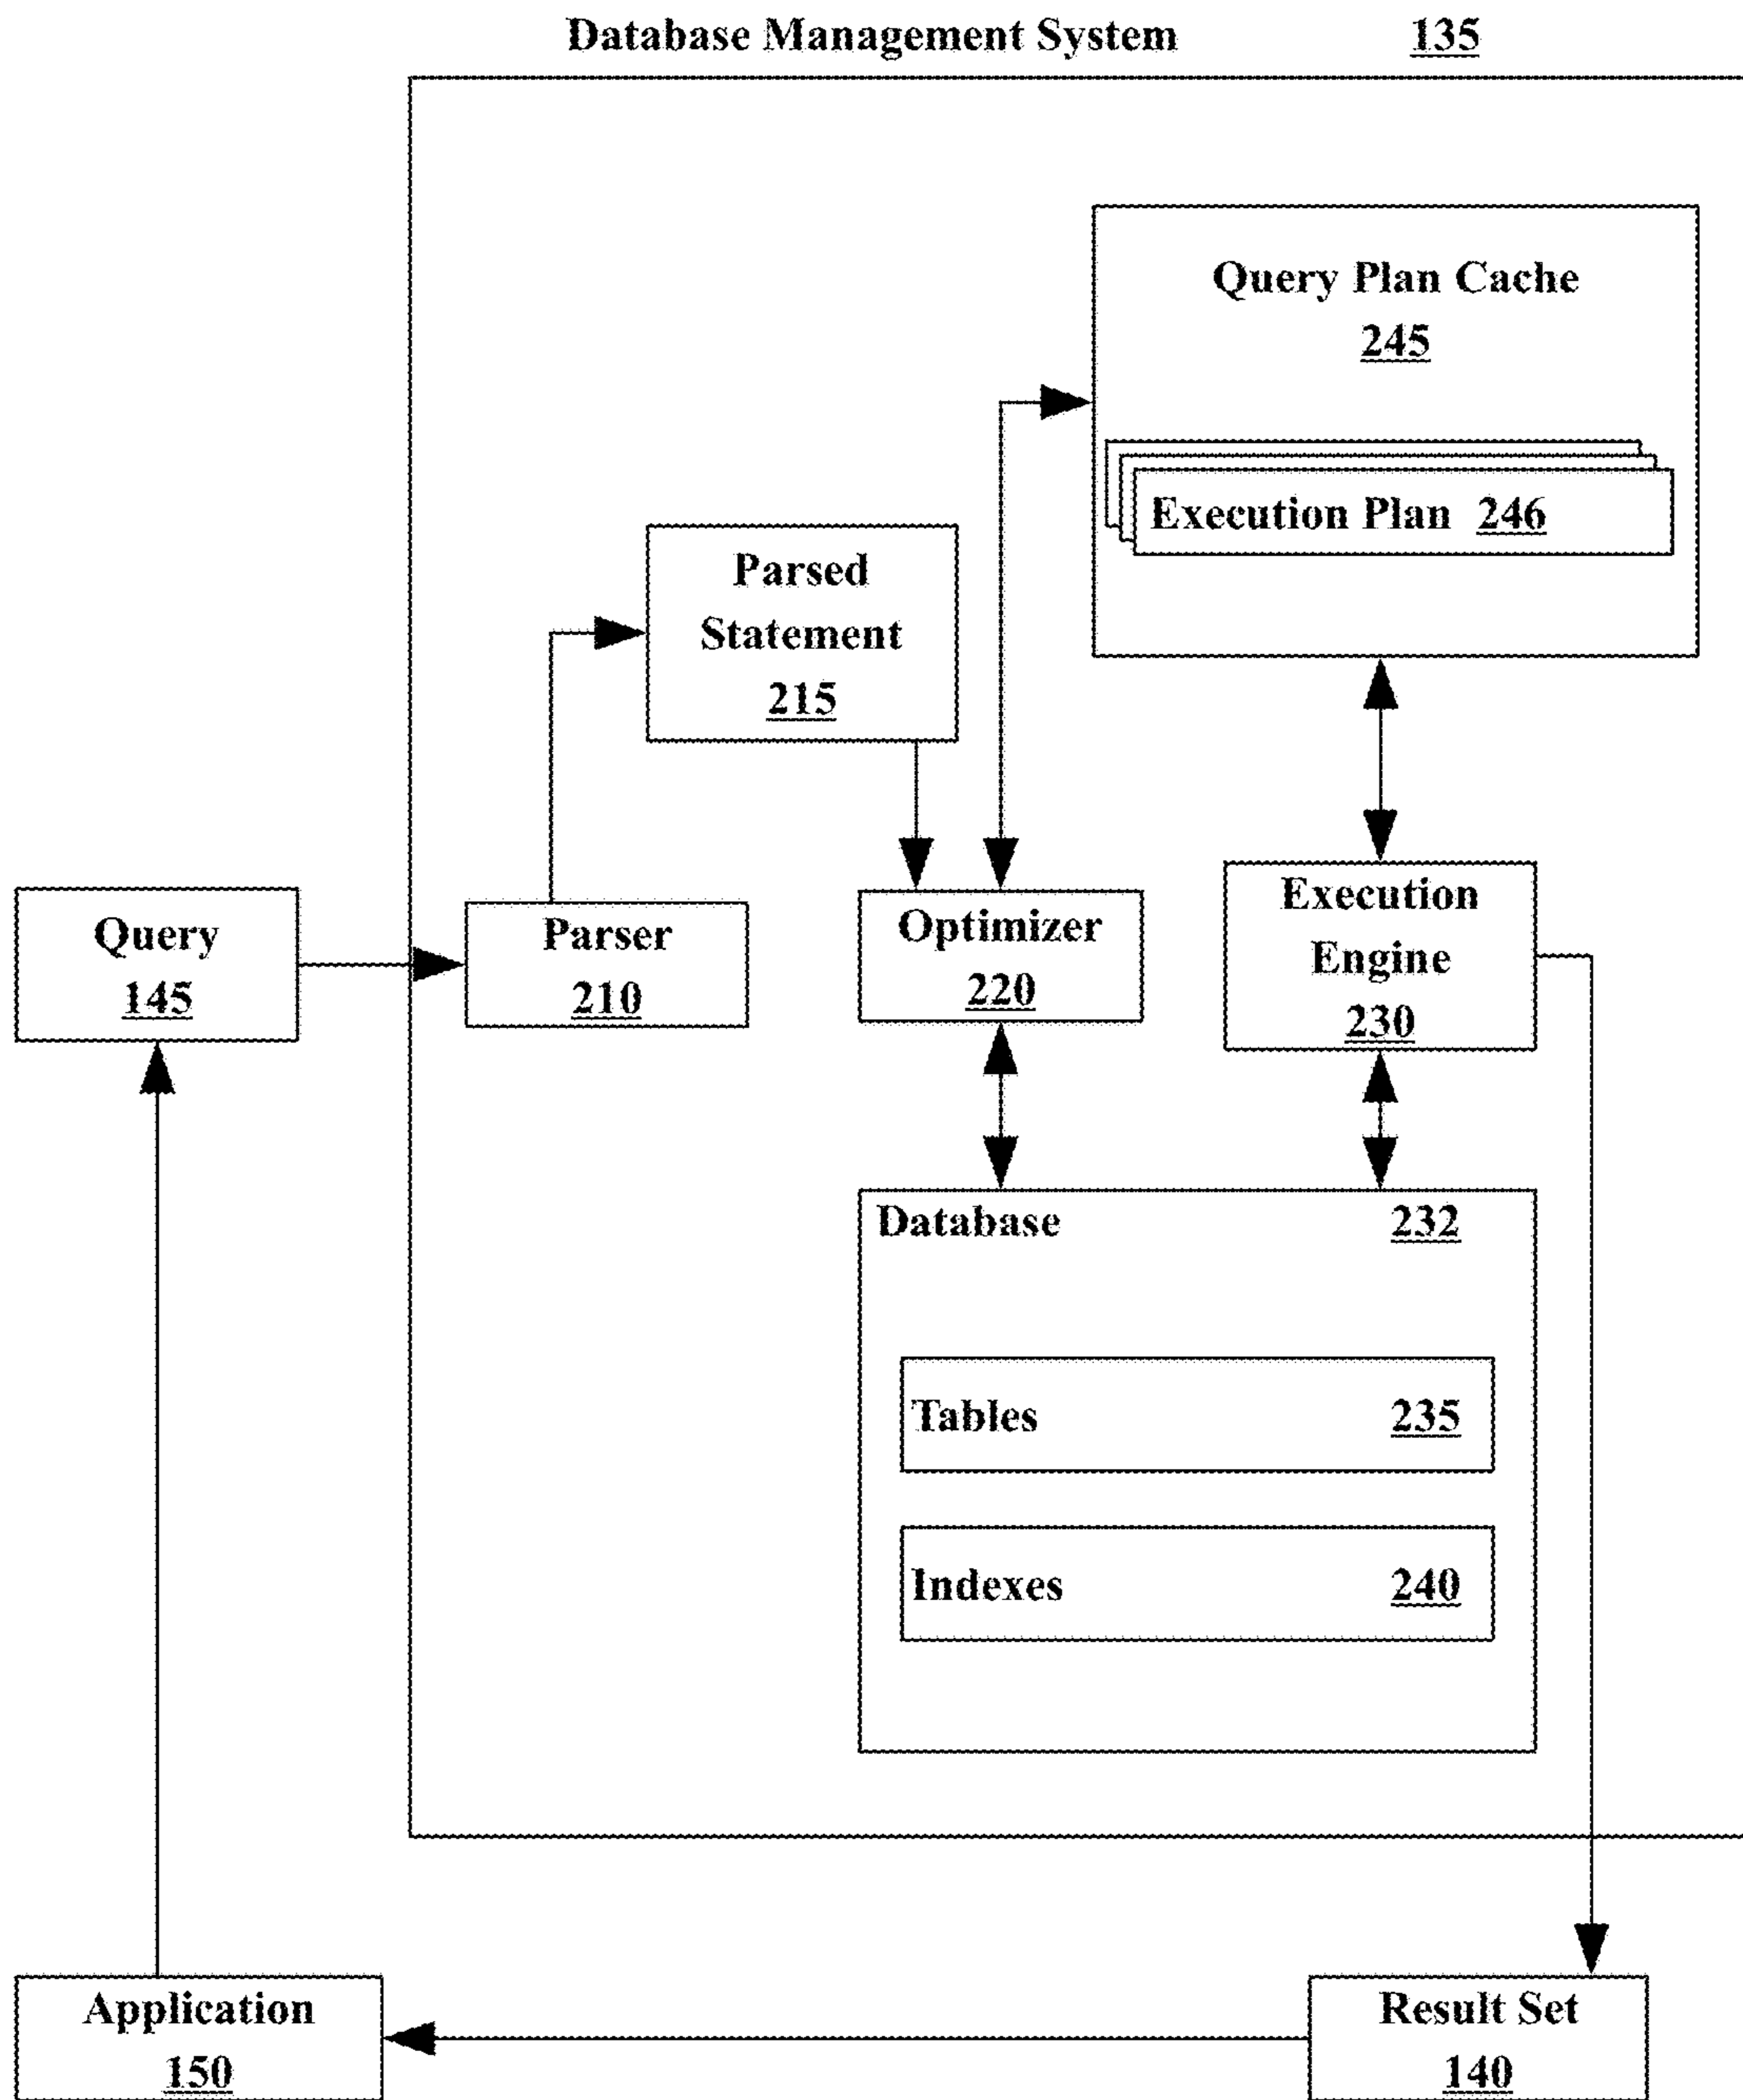 Database Management System 135
Query Plan Cache
245
Execution Plan 246
Parsed
Statement
215
Query
145
Parser
210
Optimizer
220
Execution
Engine
230
Database 232
Tables 235
Indexes 240
Application
150
Result Set
140